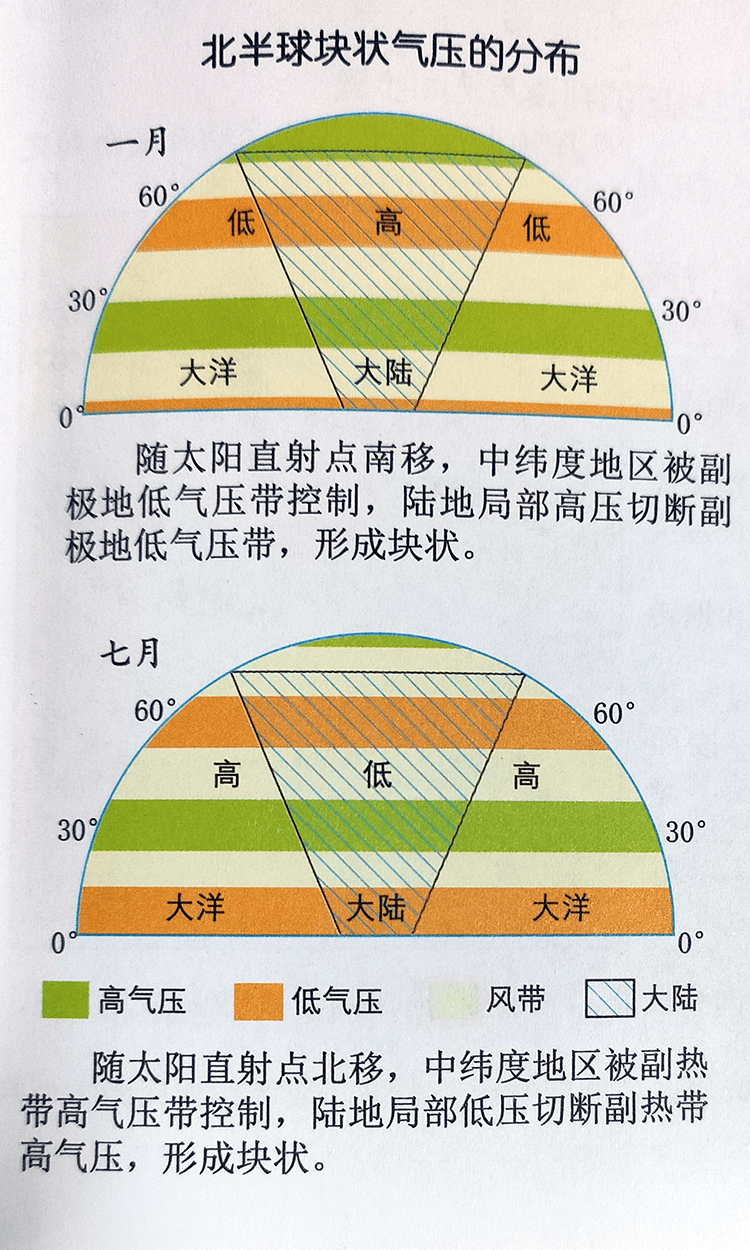 北半球块状气压的分布
一月
60° 60°
低 高 低
30° 30°
大洋 大陆 大洋
0° 0°
随太阳直射点南移，中纬度地区被副
极地低气压带控制，陆地局部高压切断副
极地低气压带，形成块状。
七月
60° 60°
高 低 高
30° 30°
大洋 大陆 大洋
0° 0°
高气压 低气压 风带 大陆
随太阳直射点北移，中纬度地区被副热
带高气压带控制，陆地局部低压切断副热带
高气压，形成块状。